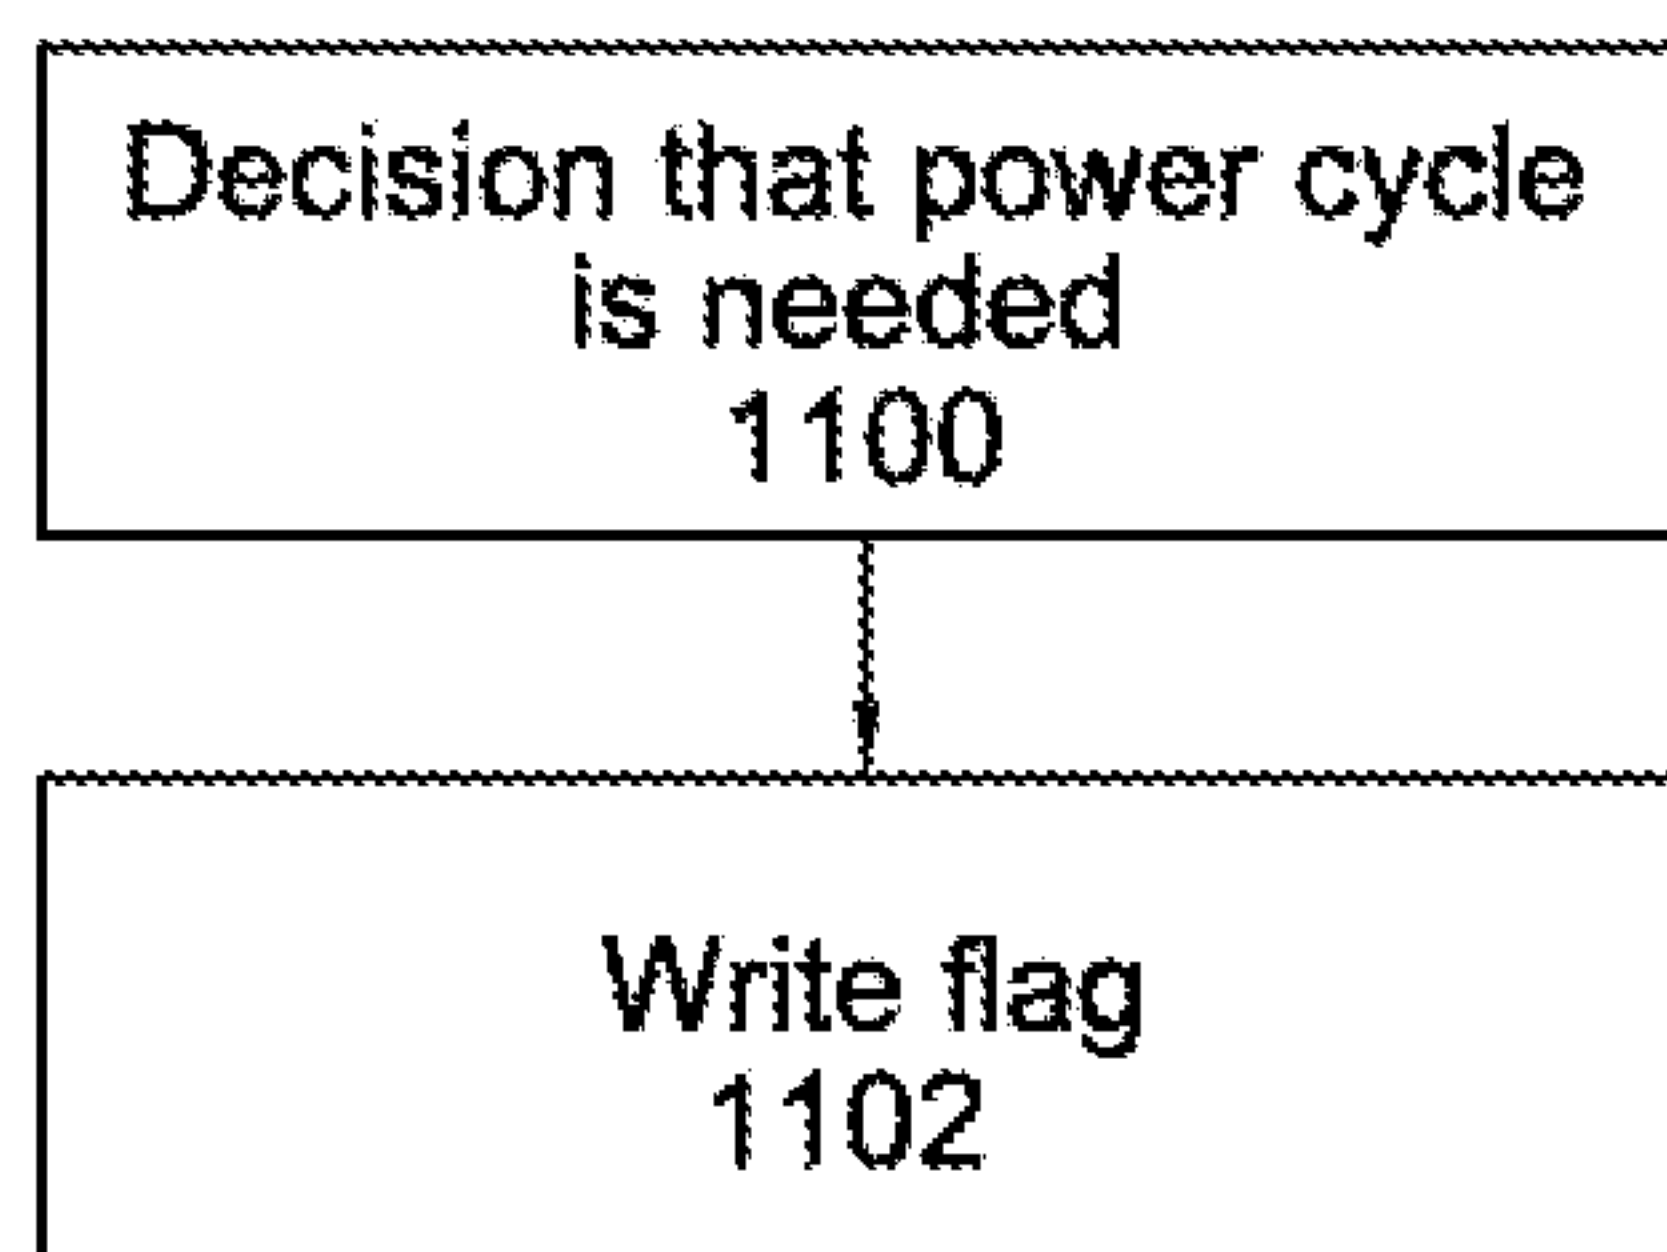 Decision that power cycle
is needed
1100
Write flag
1102